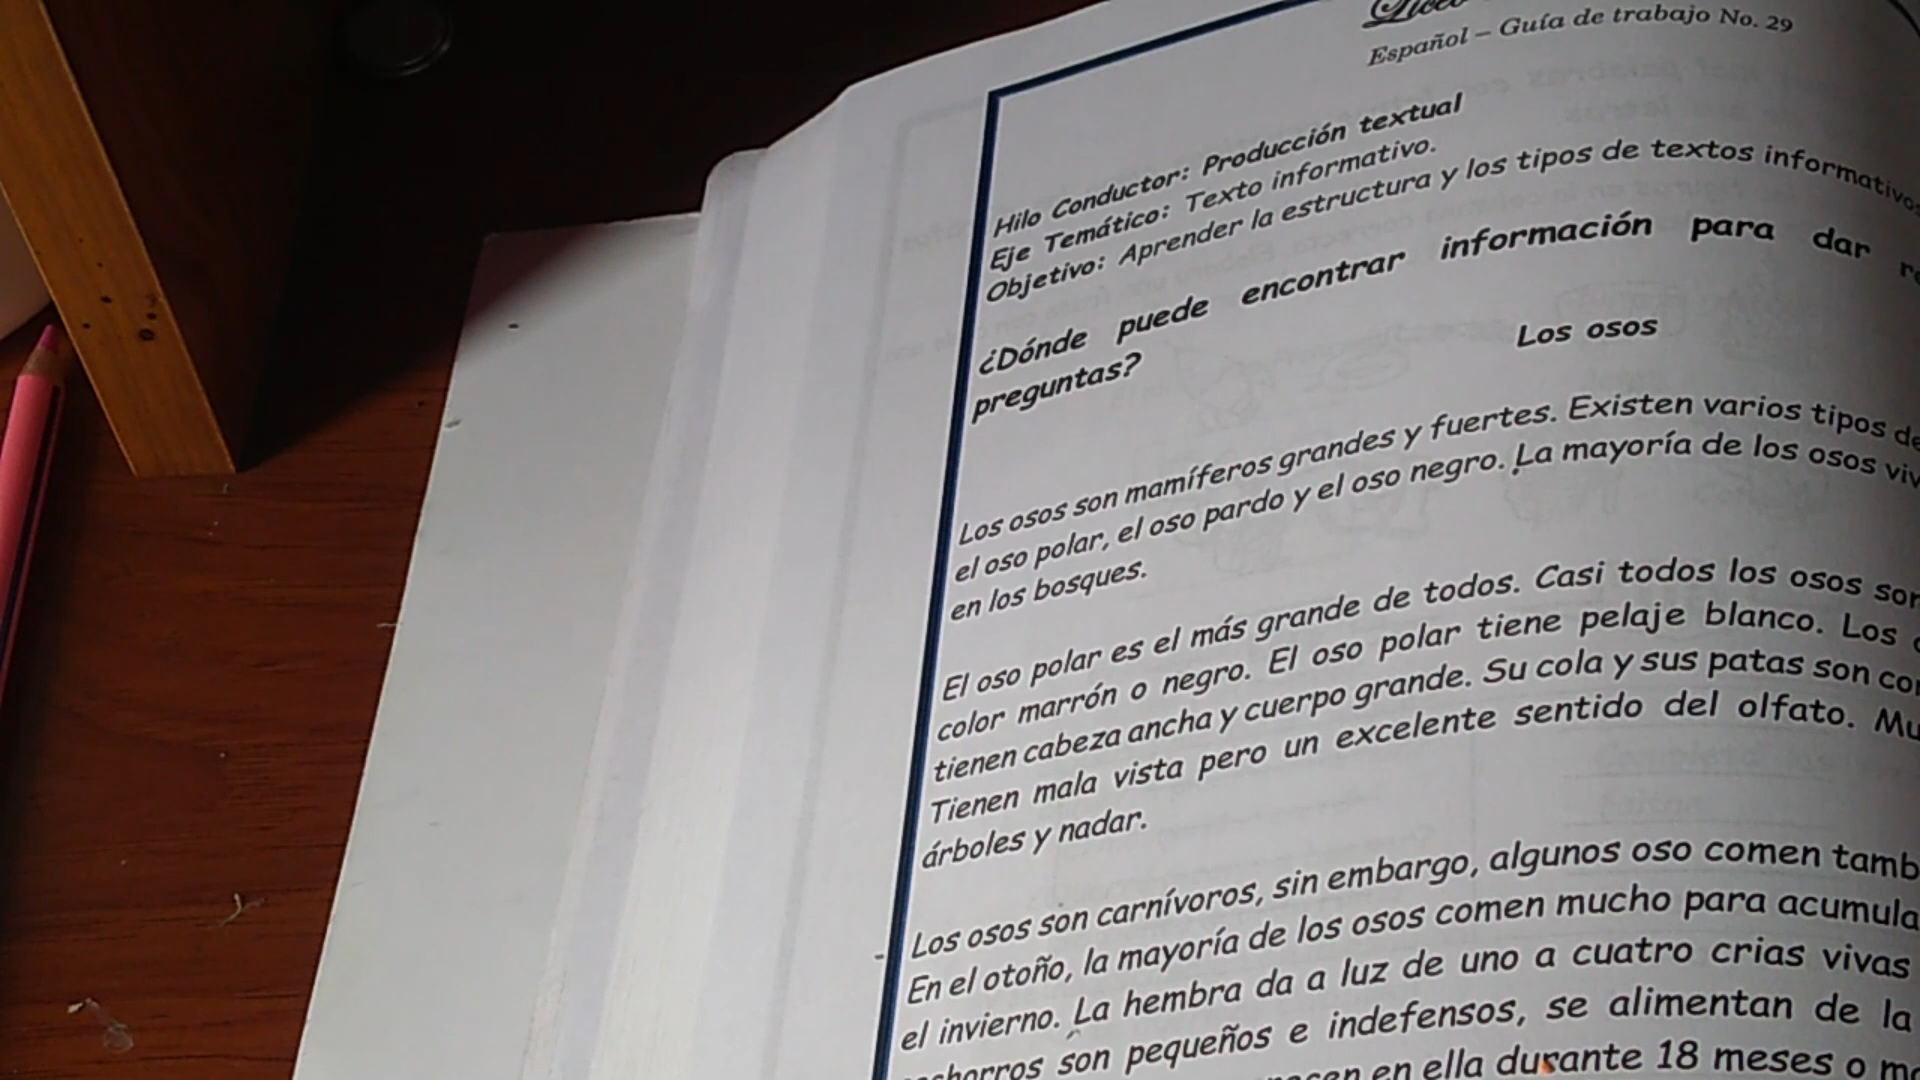 Español – Guía de trabajo No. 29
Hilo Conductor: Producción textual
Eje Temático: Texto informativo.
Objetivo: Aprender la estructura y los tipos de textos informativos
¿Dónde puede encontrar información para dar
preguntas?
Los osos
Los osos son mamíferos grandes y fuertes. Existen varios tipos de
el oso polar, el oso pardo y el oso negro. La mayoría de los osos
en los bosques.
El oso polar es el más grande de todos. Casi todos los osos
color marrón o negro. El oso polar tiene pelaje blanco. Los
tienen cabeza ancha y cuerpo grande. Su cola y sus patas son
Tienen mala vista pero un excelente sentido del olfato.
árboles y nadar.
Los osos son carnívoros, sin embargo, algunos oso comen
En el otoño, la mayoría de los osos comen mucho para
el invierno. La hembra da a luz de uno a cuatro crias vivas
son pequeños e indefensos, se alimentan de la
en ella durante 18 meses o